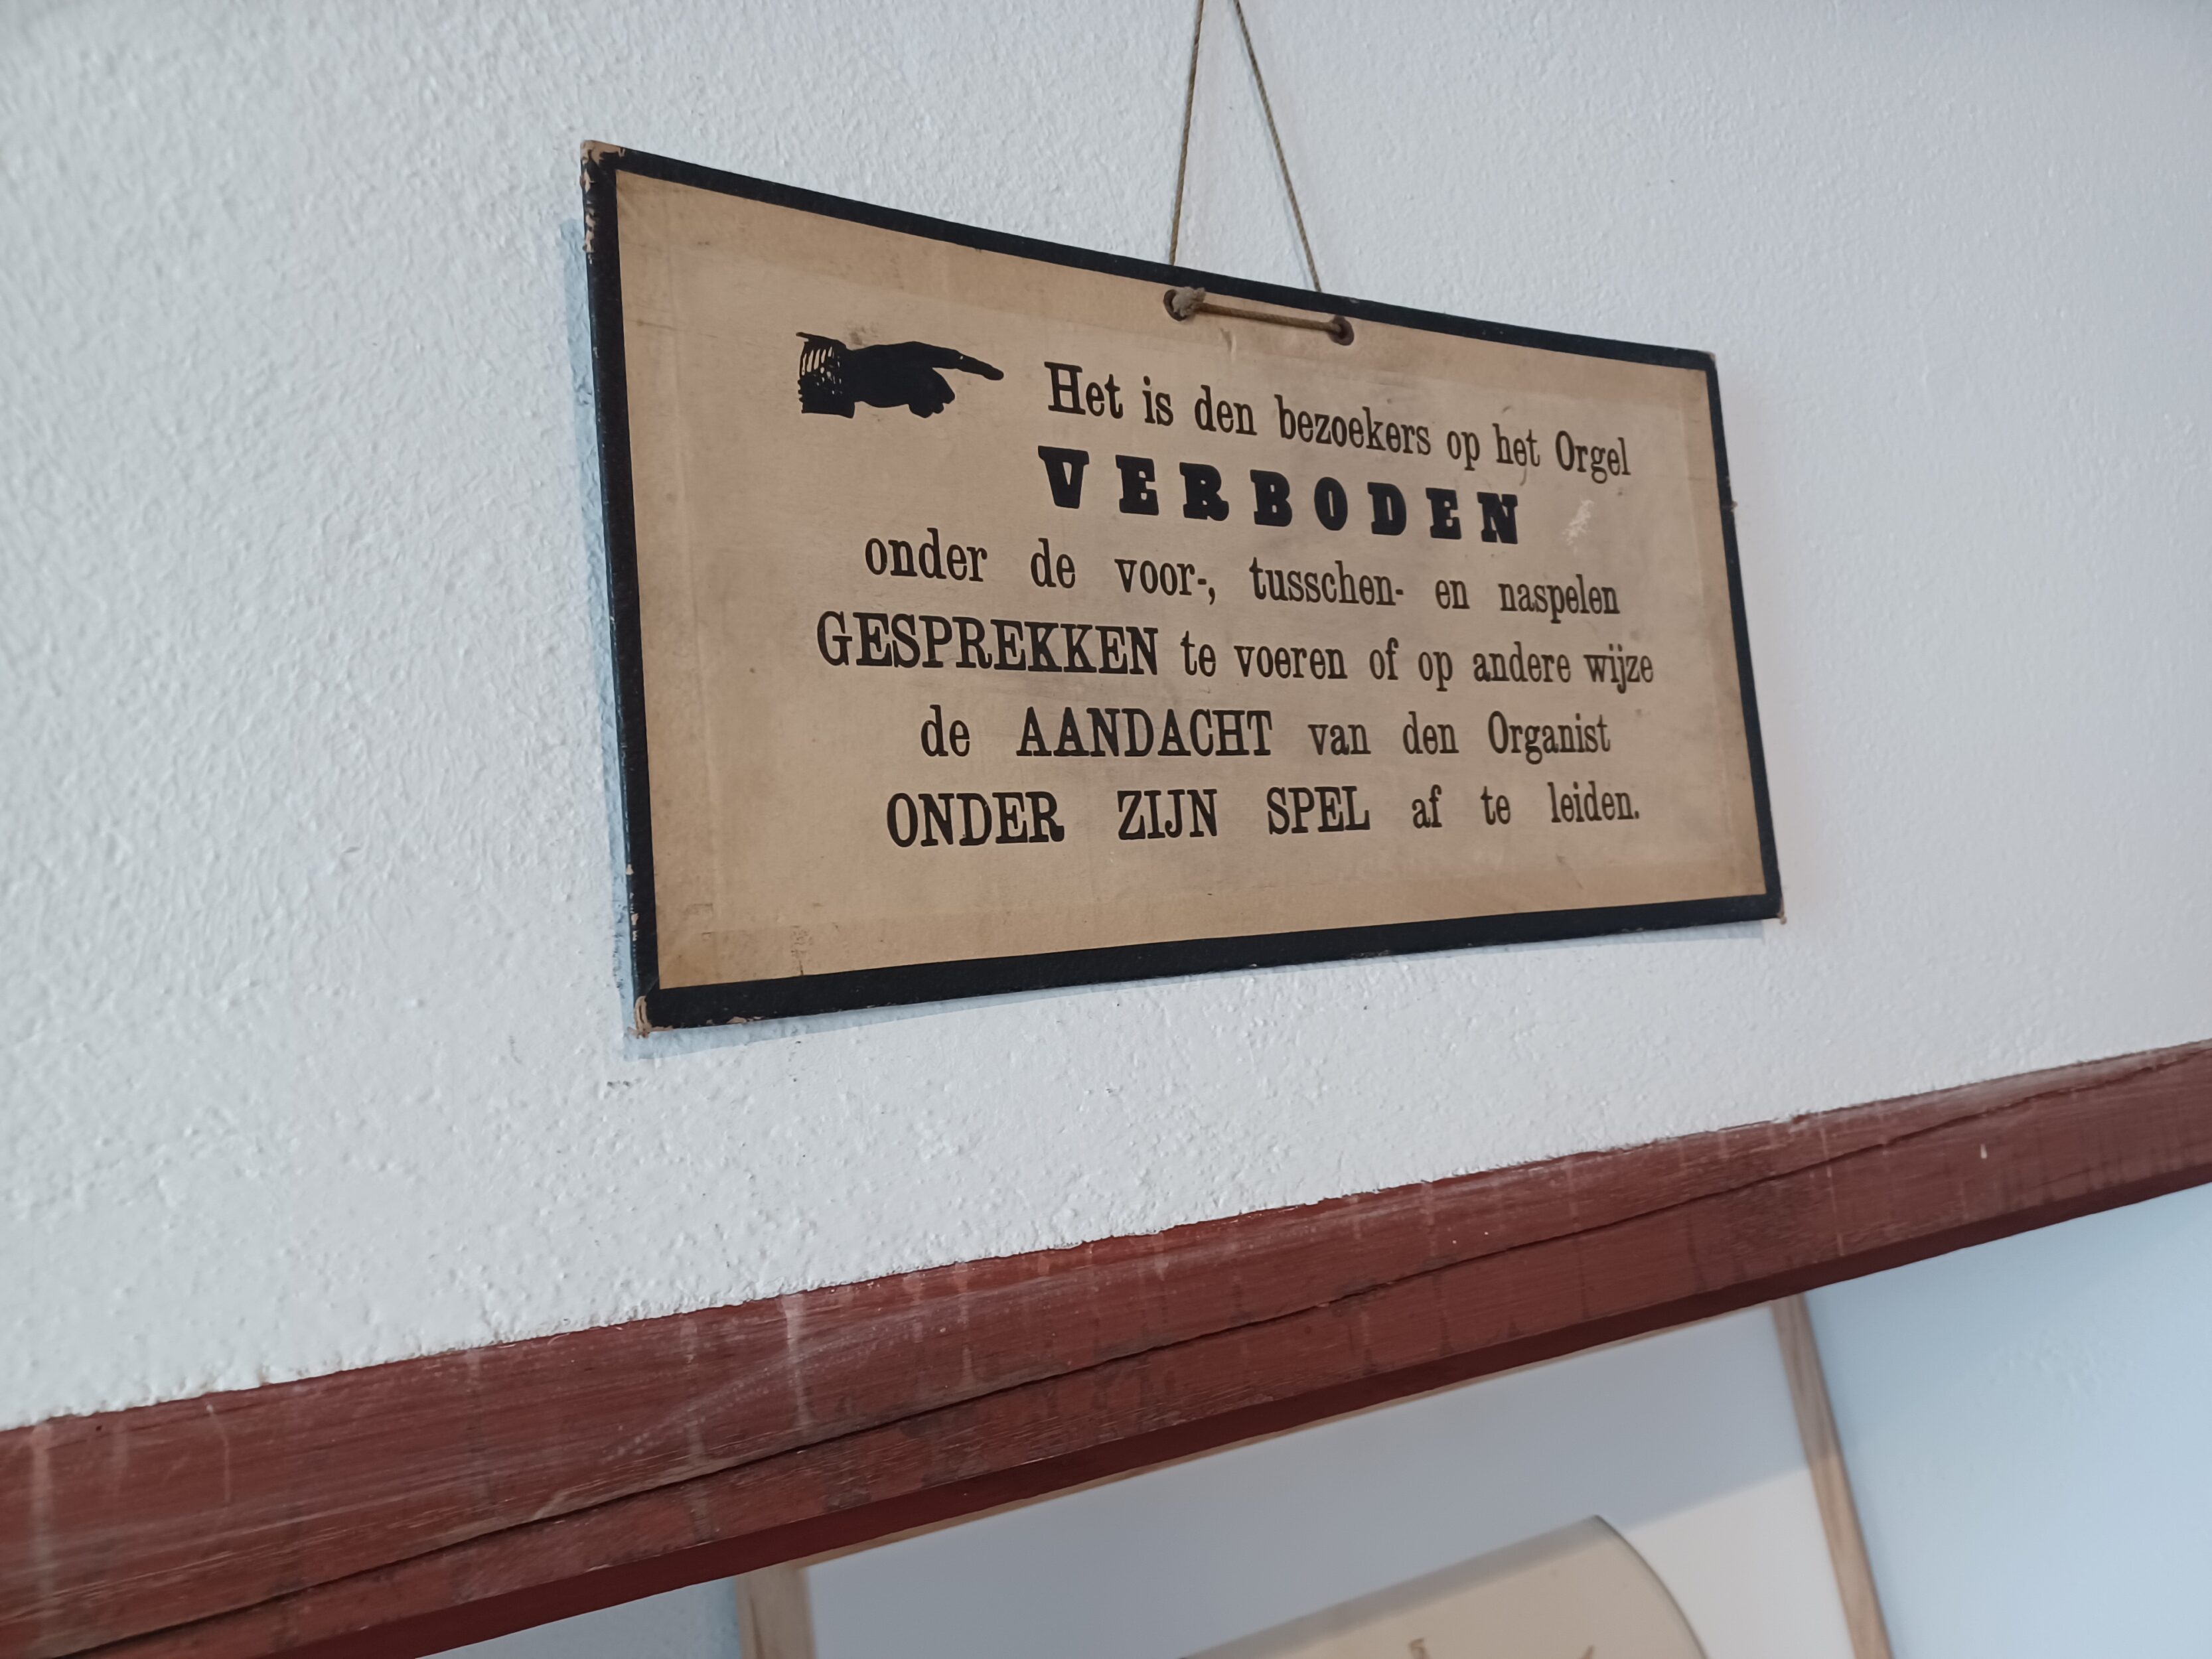 Het is den bezoekers op het Orgel
VERBODEN
onder de voor-, tusschen- en naspelen
GESPREKKEN te voeren of op andere wijze
de AANDACHT van den Organist
ONDER ZIJN SPEL af te leiden.